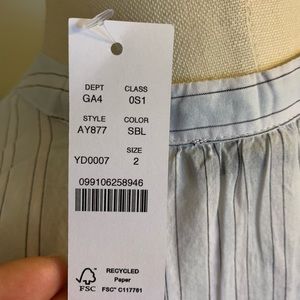 DEPT CLASS
GA4 0S1
STYLE COLOR
AY877 SBL
SIZE
YD0007 2
099106258946
RECYCLED
Paper
FSC
FSC® C117761